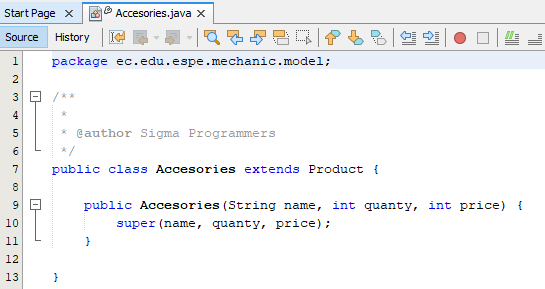 Start Page
Accesories.java
Source History
1 package ec.edu.espe.mechanic.model;
2
3 /**
4 *
5 * @author Sigma Programmers
6 */
7 public class Accesories extends Product {
8
9 public Accesories(String name, int quanty, int price) {
10 super(name, quanty, price);
11 }
12
13 }